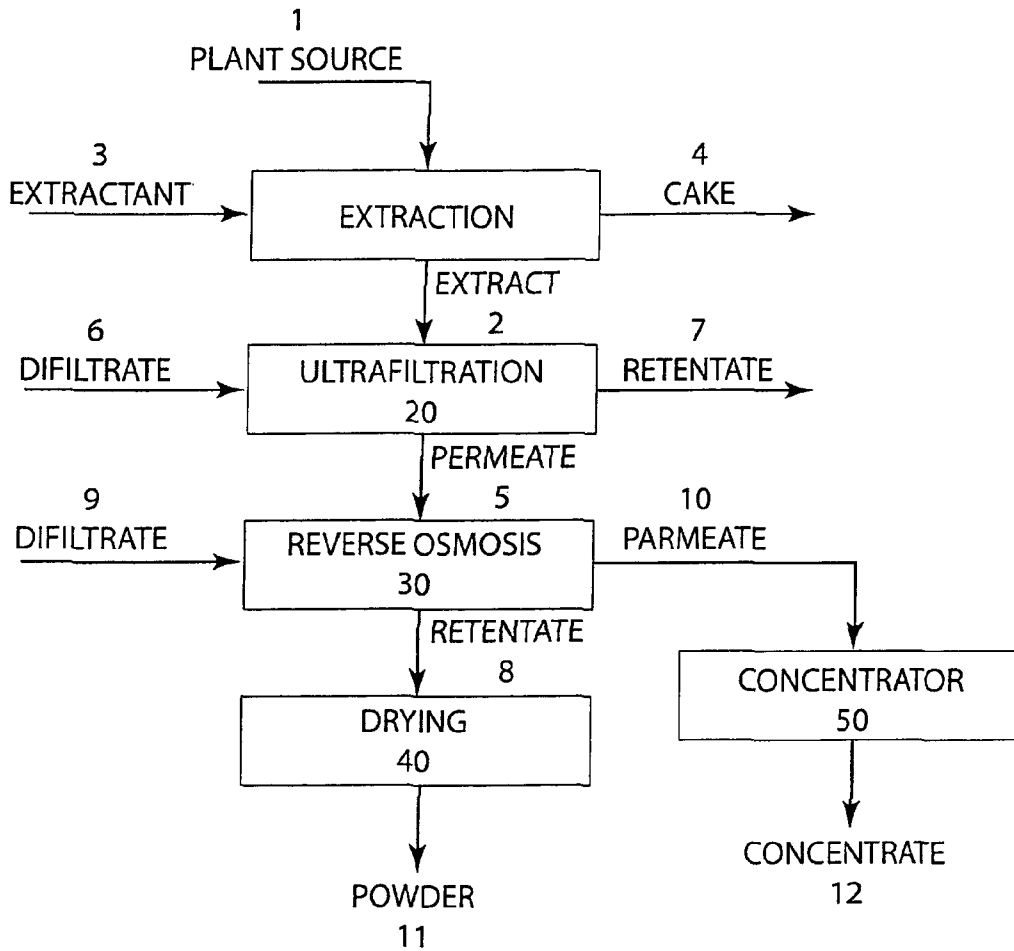 1
PLANT SOURCE
3
EXTRACTANT
EXTRACTION
4
CAKE
EXTRACT
2
6
DIFILTRATE
ULTRAFILTRATION
20
7
RETENTATE
PERMEATE
5
9
DIFILTRATE
REVERSE OSMOSIS
30
10
PARMEATE
RETENTATE
8
DRYING
40
CONCENTRATOR
50
POWDER
11
CONCENTRATE
12